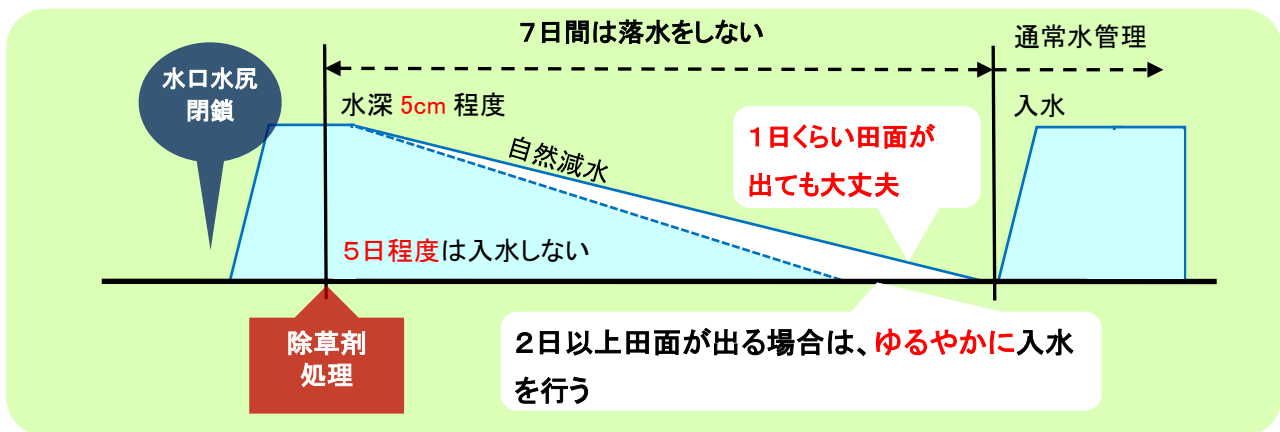 ７日間は落水をしない
通常水管理
水口水尻
閉鎖
水深 5cm 程度
入水
自然減水
１日くらい田面が
出ても大丈夫
５日程度は入水しない
除草剤
処理
２日以上田面が出る場合は、ゆるやかに入水
を行う